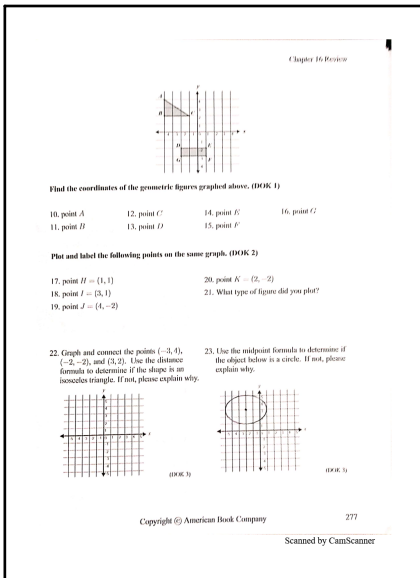 Chapter 16 Review
Find the coordinates of the geometric figures graphed above. (DOK 1)
10. point A 12. point C 14. point E 16. point G
11. point B 13. point D 15. point F
Plot and label the following points on the same graph. (DOK 2)
17. point H = (1, 1) 20. point K = (2, −2)
18. point I = (3, 1) 21. What type of figure did you plot?
19. point J = (4, −2)
22. Graph and connect the points (−3, 4),
(−2, −2), and (3, 2). Use the distance
formula to determine if the shape is an
isosceles triangle. If not, please explain why.
(DOK 3)
23. Use the midpoint formula to determine if
the object below is a circle. If not, please
explain why.
(DOK 3)
Copyright © American Book Company 277
Scanned by CamScanner